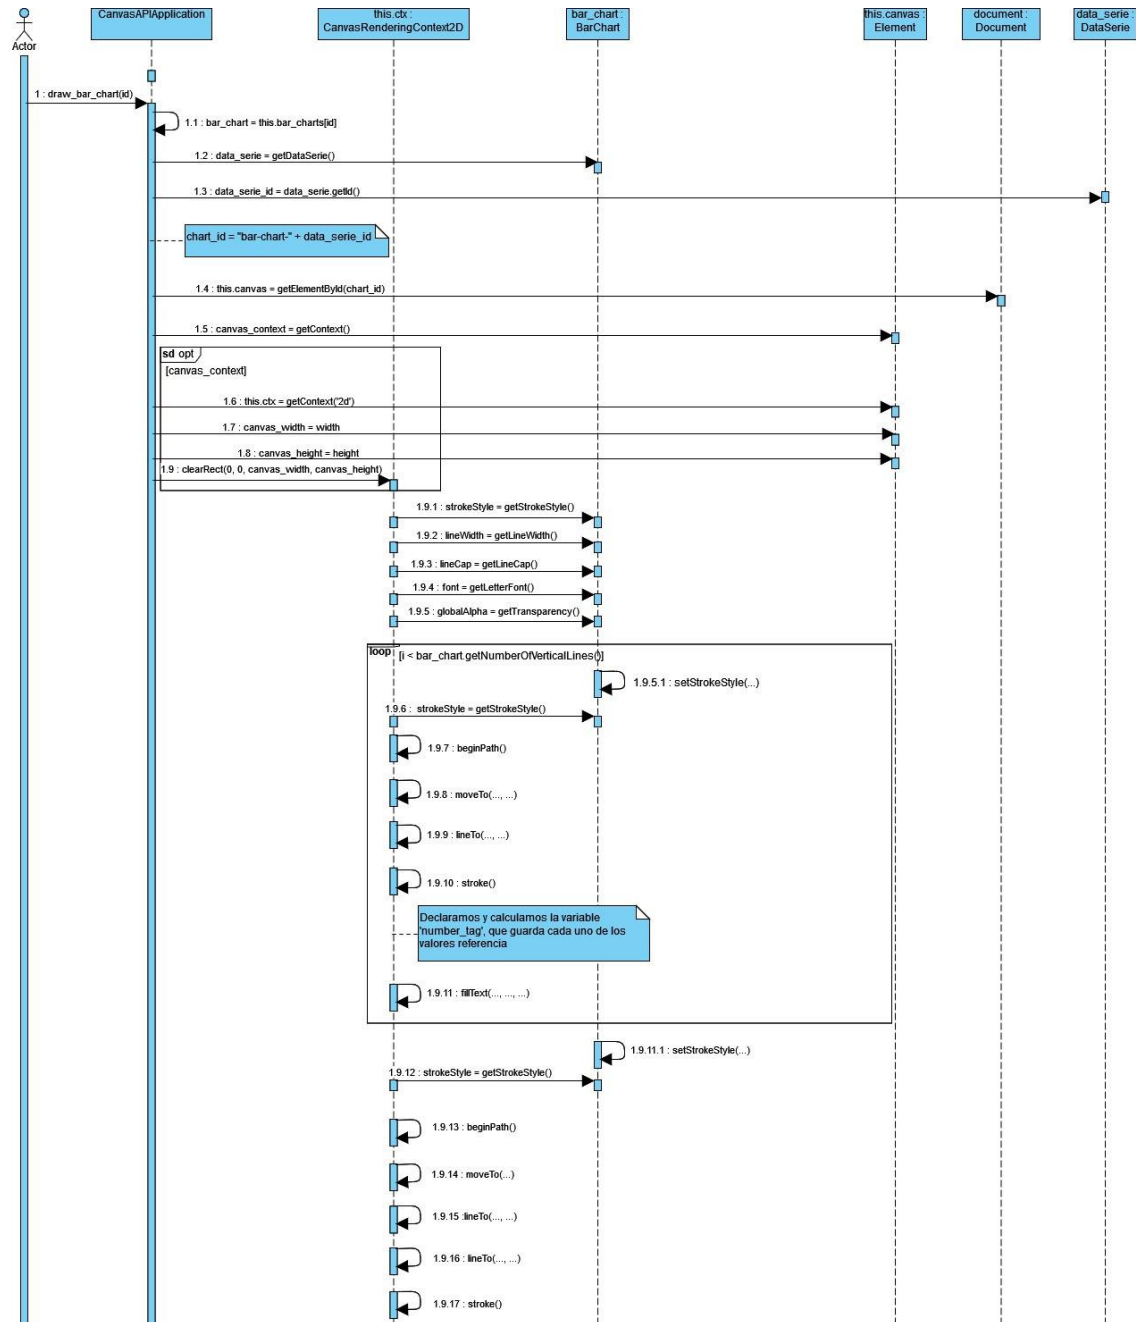 CanvasAPIApplication
this.ctx :
CanvasRenderingContext2D
bar_chart :
BarChart
this.canvas :
Element
document :
Document
data_serie :
DataSerie
Actor
1 : draw_bar_chart(id)
1.1 : bar_chart = this.bar_charts[id]
1.2 : data_serie = getDataSerie()
1.3 : data_serie_id = data_serie.getId()
chart_id = "bar-chart-" + data_serie_id
1.4 : this.canvas = getElementById(chart_id)
1.5 : canvas_context = getContext()
sd opt
[canvas_context]
1.6 : this.ctx = getContext('2d')
1.7 : canvas_width = width
1.8 : canvas_height = height
1.9 : clearRect(0, 0, canvas_width, canvas_height)
1.9.1 : strokeStyle = getStrokeStyle()
1.9.2 : lineWidth = getLineWidth()
1.9.3 : lineCap = getLineCap()
1.9.4 : font = getLetterFont()
1.9.5 : globalAlpha = getTransparency()
loop
[i < bar_chart.getNumberOfVerticalLines()]
1.9.5.1 : setStrokeStyle(...)
1.9.6 : strokeStyle = getStrokeStyle()
1.9.7 : beginPath()
1.9.8 : moveTo(..., ...)
1.9.9 : lineTo(..., ...)
1.9.10 : stroke()
Declaramos y calculamos la variable
'number_tag', que guarda cada uno de los
valores referencia
1.9.11 : fillText(..., ..., ...)
1.9.11.1 : setStrokeStyle(...)
1.9.12 : strokeStyle = getStrokeStyle()
1.9.13 : beginPath()
1.9.14 : moveTo(...)
1.9.15 :lineTo(..., ...)
1.9.16 : lineTo(..., ...)
1.9.17 : stroke()